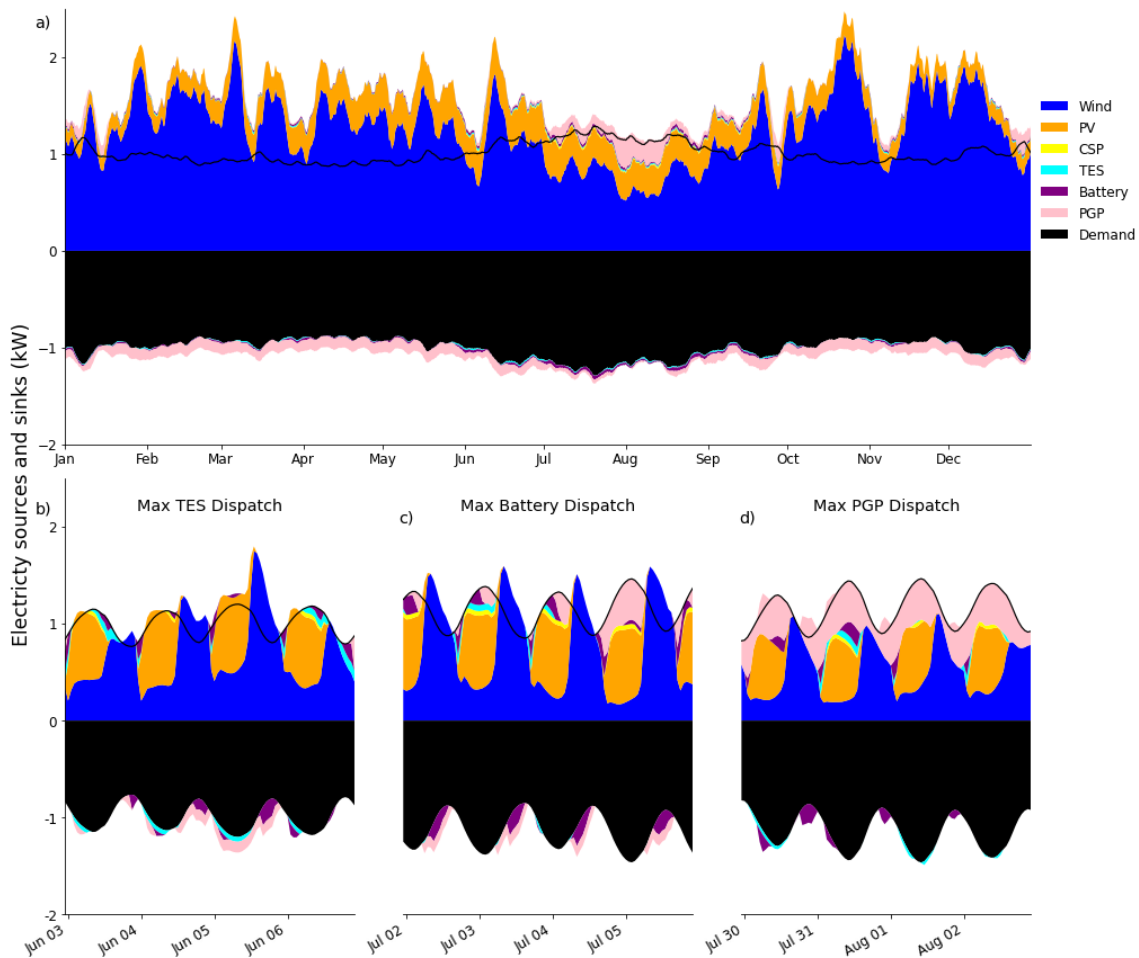 a)
2
1
0
−1
−2
Jan Feb Mar Apr May Jun Jul Aug Sep Oct Nov Dec
Wind
PV
CSP
TES
Battery
PGP
Demand
Electricty sources and sinks (kW)
b) Max TES Dispatch
2
1
0
-1
-2
Jun 03 Jun 04 Jun 05 Jun 06
c) Max Battery Dispatch
Jul 02 Jul 03 Jul 04 Jul 05
d) Max PGP Dispatch
Jul 30 Jul 31 Aug 01 Aug 02